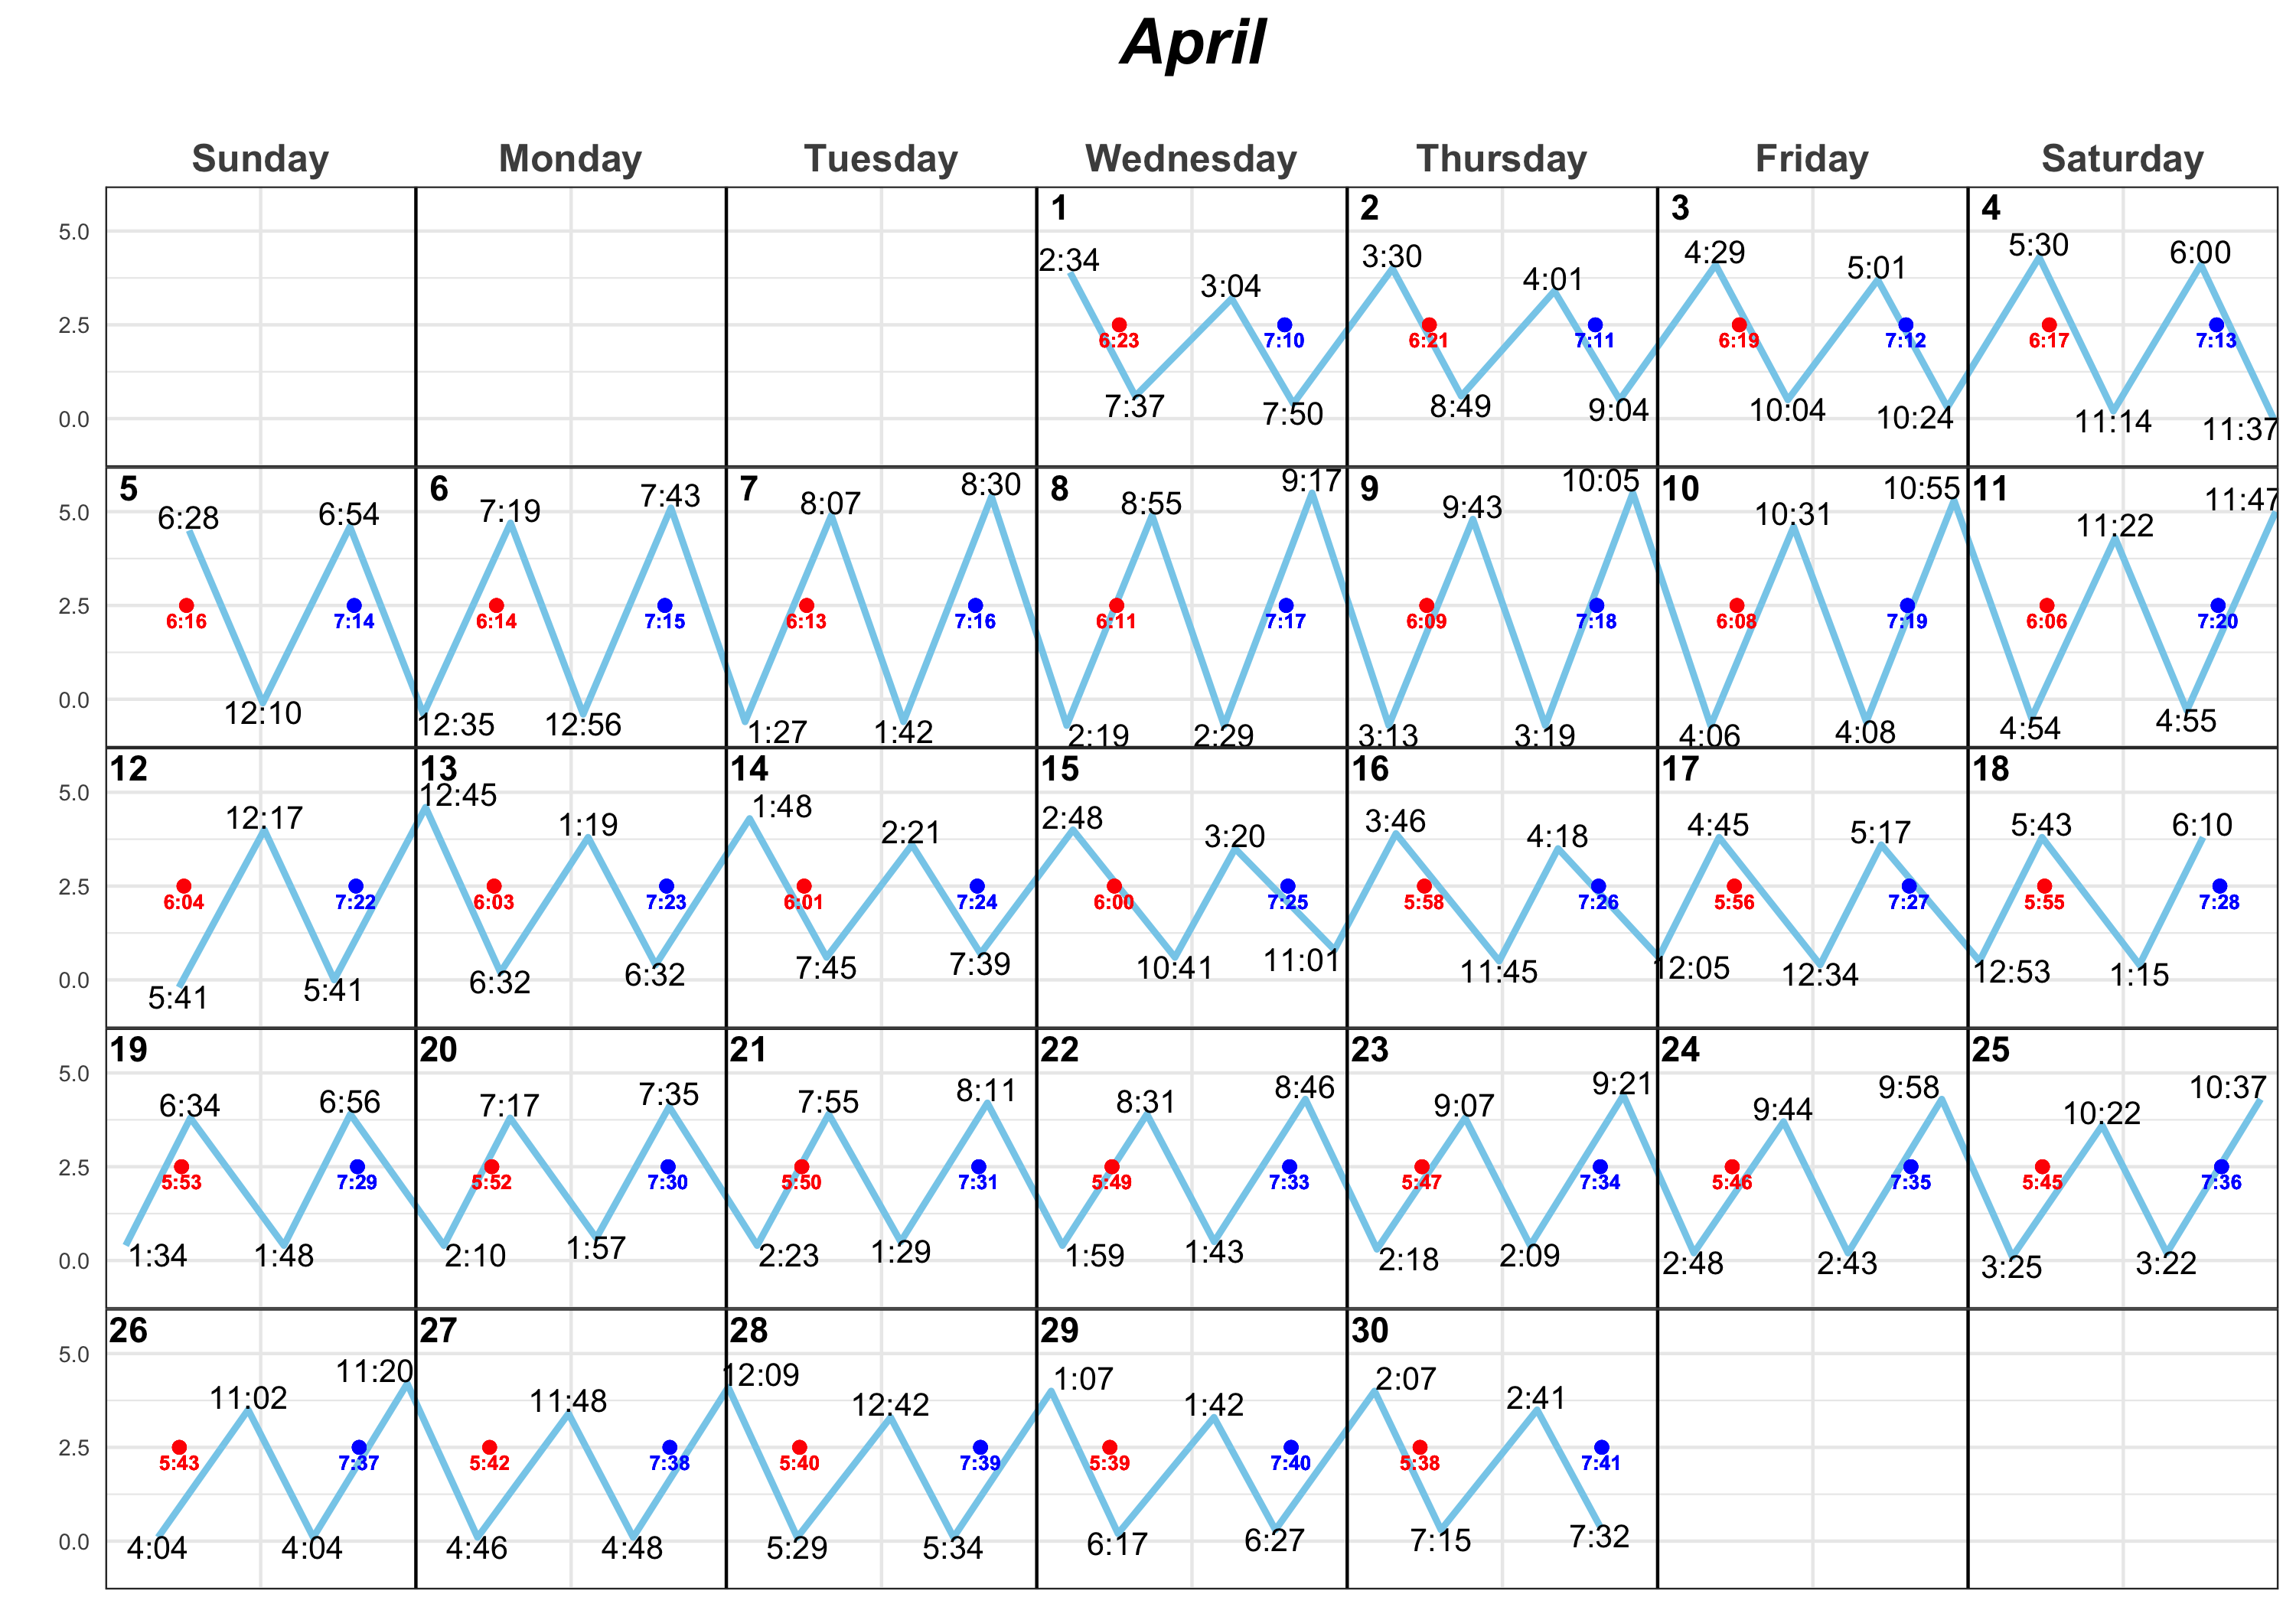 April
Sunday Monday Tuesday Wednesday Thursday Friday Saturday
1 2 3 4
5.0 2:34 3:04 3:30 4:01 4:29 5:01 5:30 6:00
2.5 6:23 7:10 6:21 7:11 6:19 7:12 6:17 7:13
0.0 7:37 7:50 8:49 9:04 10:04 10:24 11:14 11:37
5 6 7 8 9 10 11
5.0 6:28 6:54 7:19 7:43 8:07 8:30 8:55 9:17 9:43 10:05 10:31 10:55 11:22 11:47
2.5 6:16 7:14 6:14 7:15 6:13 7:16 6:11 7:17 6:09 7:18 6:08 7:19 6:06 7:20
0.0 12:10 12:35 12:56 1:27 1:42 2:19 2:29 3:13 3:19 4:06 4:08 4:54 4:55
12 13 14 15 16 17 18
5.0 12:17 12:45 1:19 1:48 2:21 2:48 3:20 3:46 4:18 4:45 5:17 5:43 6:10
2.5 6:04 7:22 6:03 7:23 6:01 7:24 6:00 7:25 5:58 7:26 5:56 7:27 5:55 7:28
0.0 5:41 5:41 6:32 6:32 7:45 7:39 10:41 11:01 11:45 12:05 12:34 12:53 1:15
19 20 21 22 23 24 25
5.0 6:34 6:56 7:17 7:35 7:55 8:11 8:31 8:46 9:07 9:21 9:44 9:58 10:22 10:37
2.5 5:53 7:29 5:52 7:30 5:50 7:31 5:49 7:33 5:47 7:34 5:46 7:35 5:45 7:36
0.0 1:34 1:48 2:10 1:57 2:23 1:29 1:59 1:43 2:18 2:09 2:48 2:43 3:25 3:22
26 27 28 29 30
5.0 11:02 11:20 11:48 12:09 12:42 1:07 1:42 2:07 2:41
2.5 5:43 7:37 5:42 7:38 5:40 7:39 5:39 7:40 5:38 7:41
0.0 4:04 4:04 4:46 4:48 5:29 5:34 6:17 6:27 7:15 7:32